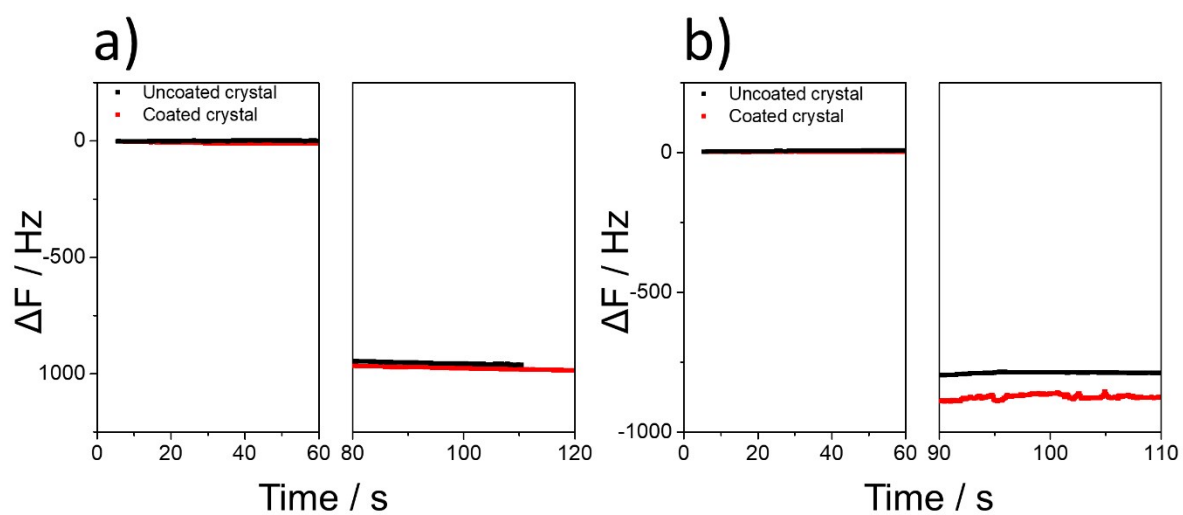 a)
Uncoated crystal
Coated crystal
0
-500
1000
0 20 40 60 80 100 120
ΔF / Hz
Time / s
b)
Uncoated crystal
Coated crystal
0
-500
-1000
0 20 40 60 90 100 110
ΔF / Hz
Time / s